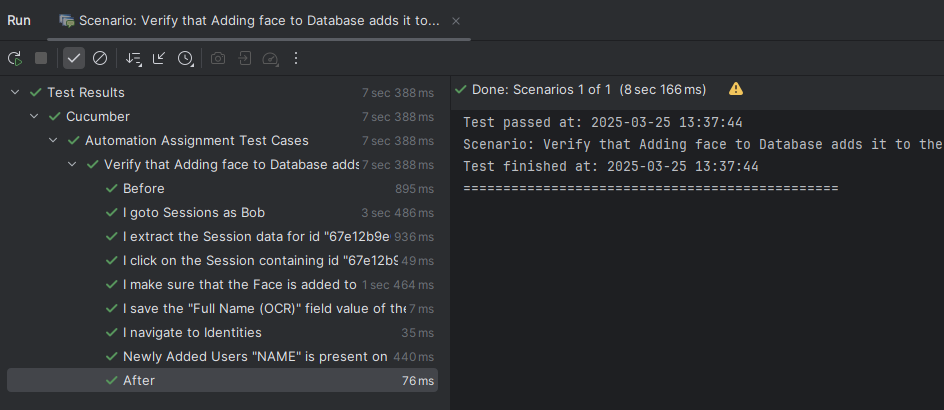 Run
Scenario: Verify that Adding face to Database adds it to...
Test Results 7 sec 388 ms
Cucumber 7 sec 388 ms
Automation Assignment Test Cases 7 sec 388 ms
Verify that Adding face to Database adds 7 sec 388 ms
Before 895 ms
I goto Sessions as Bob 3 sec 486 ms
I extract the Session data for id "67e12b9e 936 ms
I click on the Session containing id "67e12b9 49 ms
I make sure that the Face is added to 1 sec 464 ms
I save the "Full Name (OCR)" field value of the 7 ms
I navigate to Identities 35 ms
Newly Added Users "NAME" is present on 440 ms
After 76 ms
Done: Scenarios 1 of 1 (8 sec 166 ms)
Test passed at: 2025-03-25 13:37:44
Scenario: Verify that Adding face to Database adds it to the
Test finished at: 2025-03-25 13:37:44
===============================================